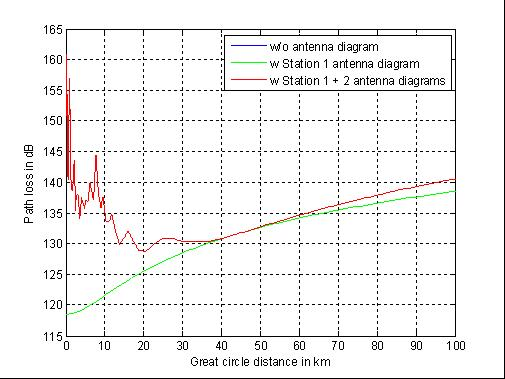 165
160
155
150
145
140
135
130
125
120
115
Path loss in dB
w/o antenna diagram
w Station 1 antenna diagram
w Station 1 + 2 antenna diagrams
0 10 20 30 40 50 60 70 80 90 100
Great circle distance in km